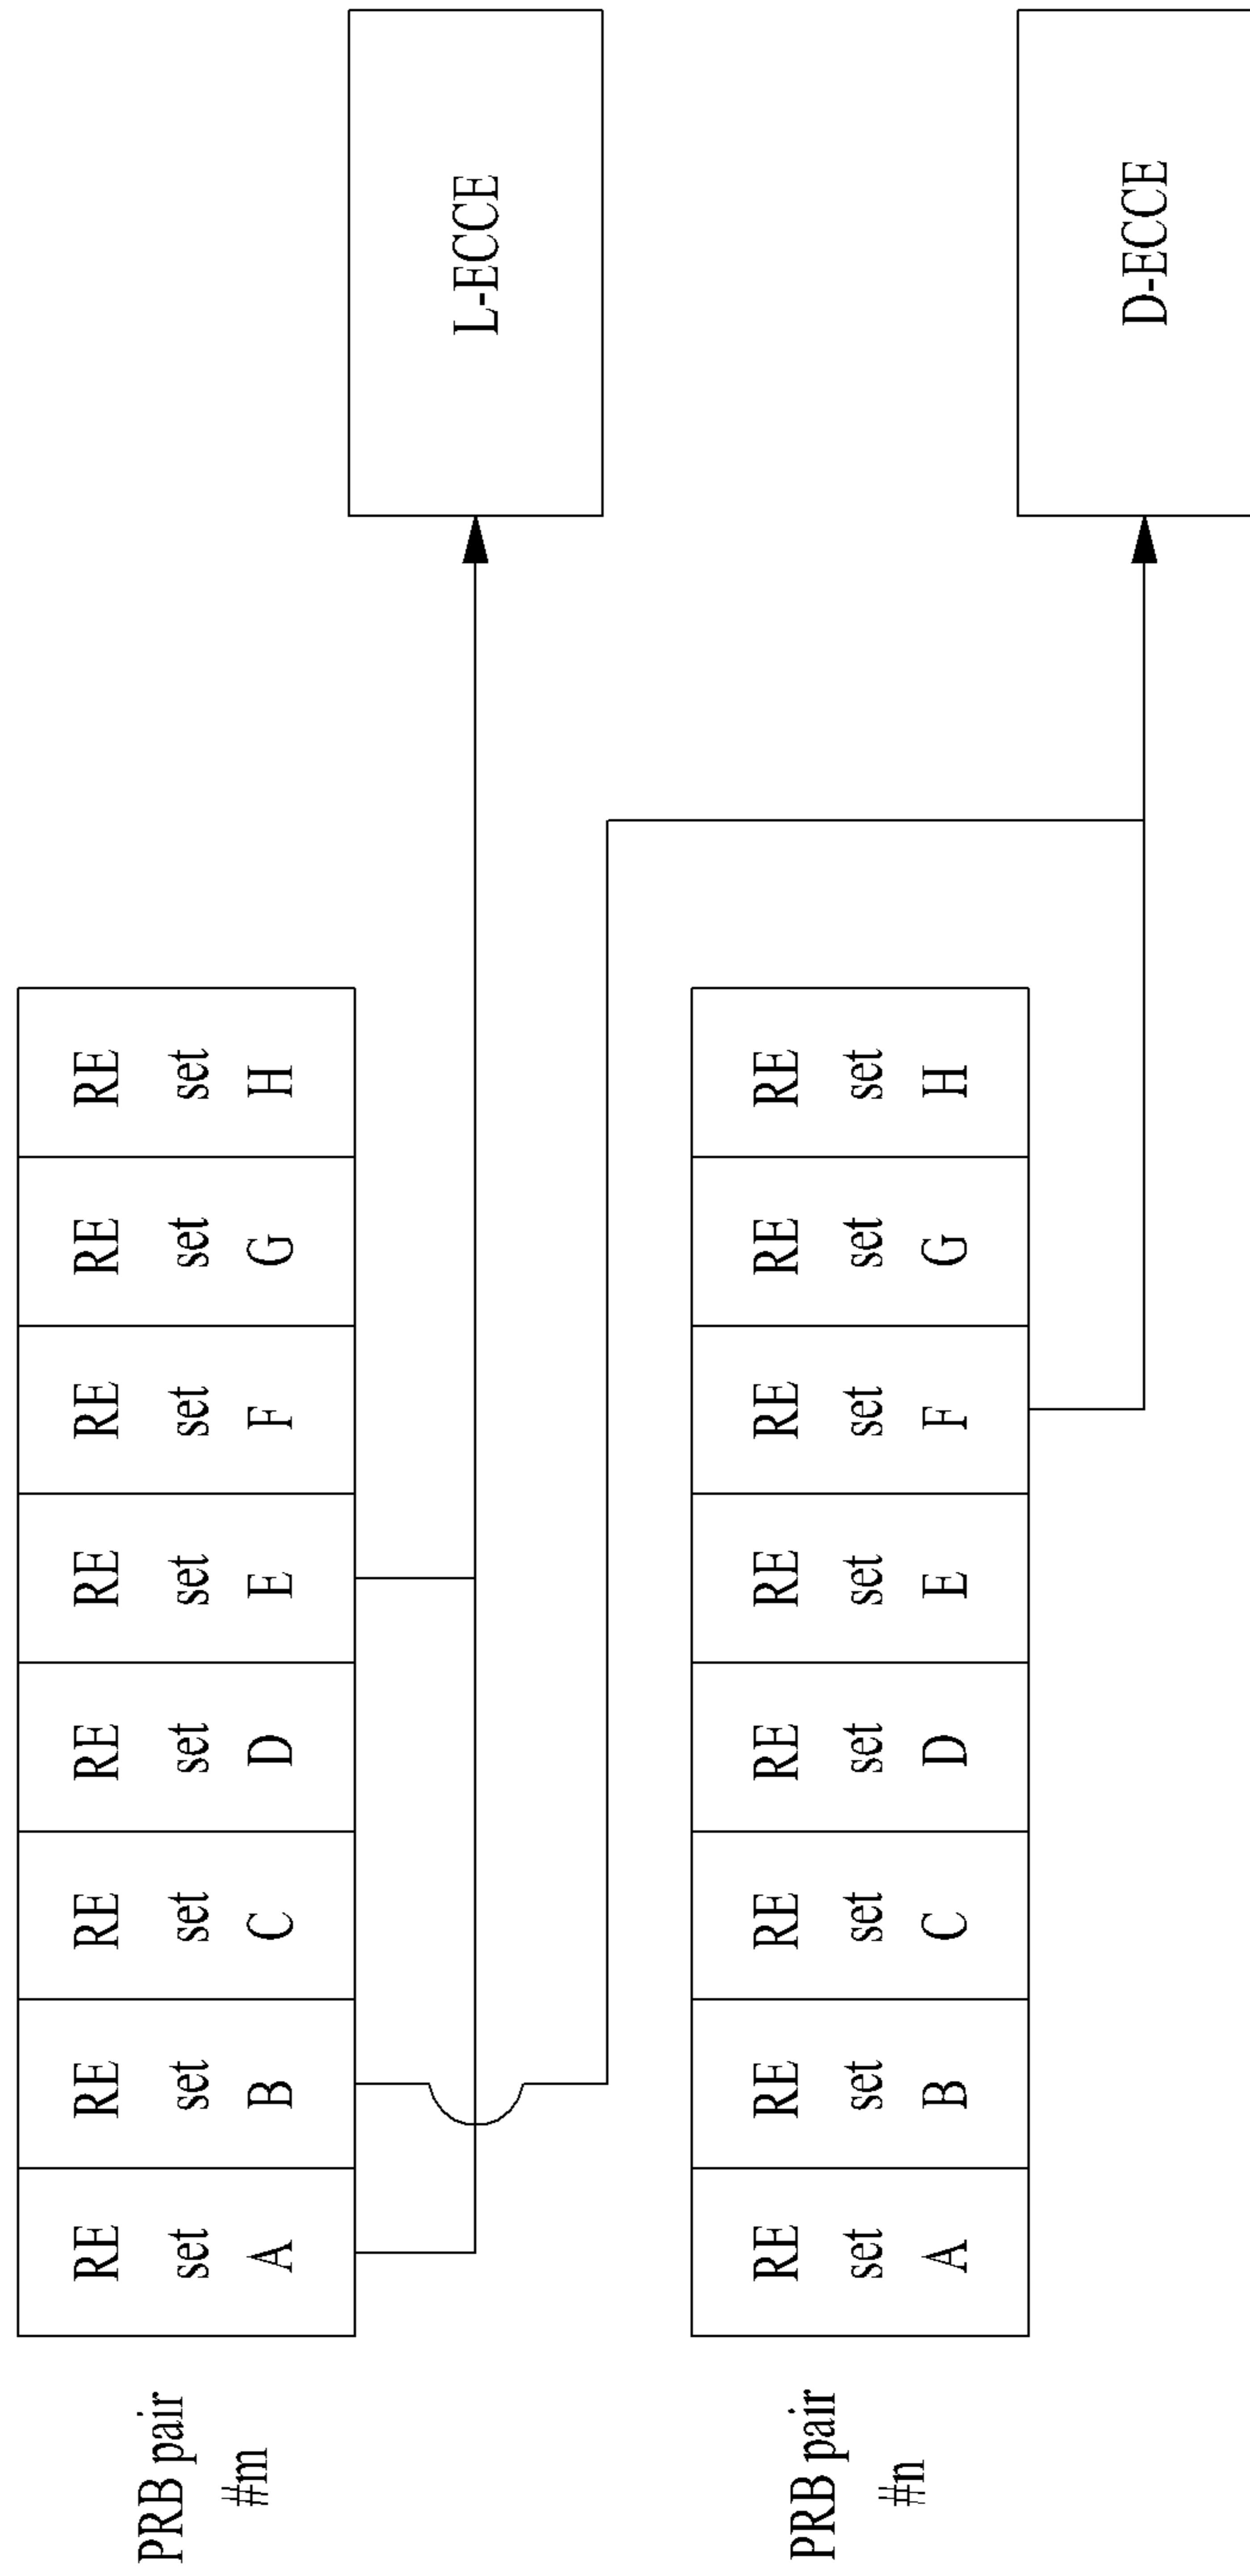 PRB pair
#m
RE
set
A
RE
set
B
RE
set
C
RE
set
D
RE
set
E
RE
set
F
RE
set
G
RE
set
H
L-ECCE
PRB pair
#n
RE
set
A
RE
set
B
RE
set
C
RE
set
D
RE
set
E
RE
set
F
RE
set
G
RE
set
H
D-ECCE